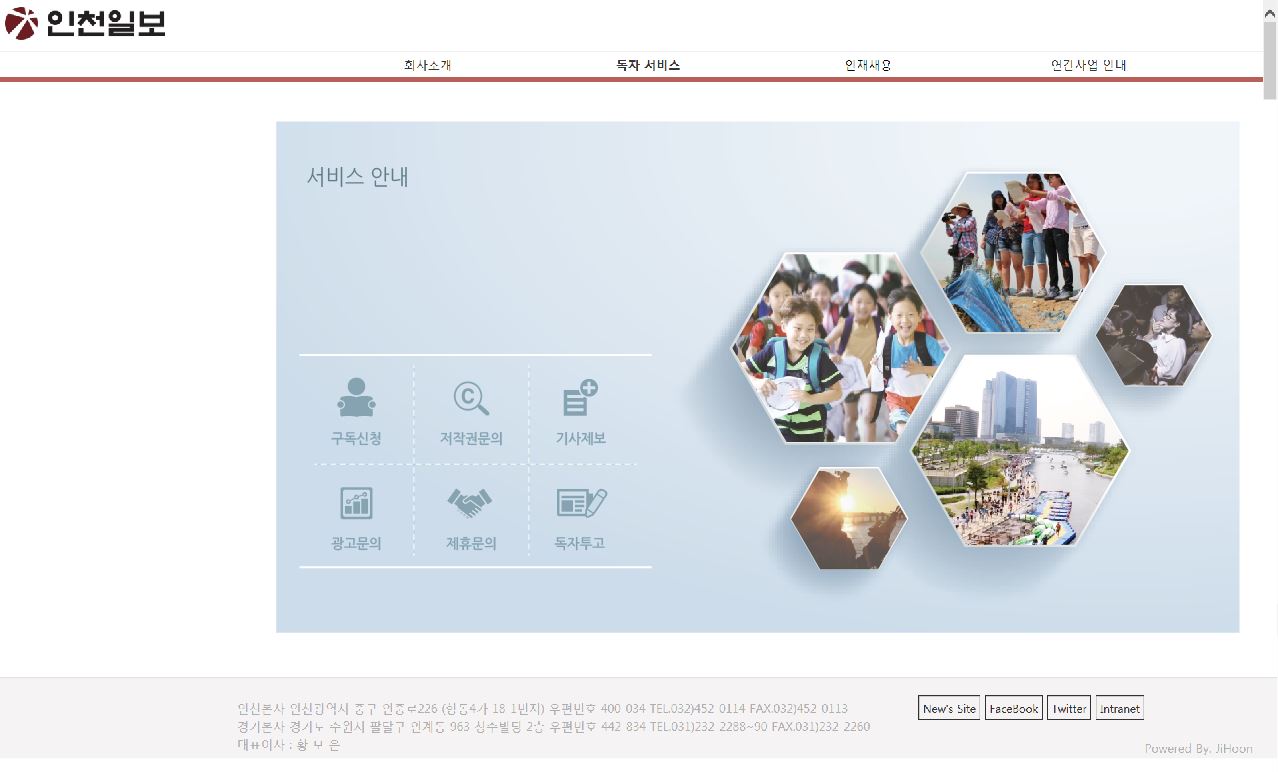 인천일보
회사소개 독자 서비스 인재채용 연간사업 안내
서비스 안내
구독신청 저작권문의 기사제보
광고문의 제휴문의 독자투고
인천본사 인천광역시 중구 인중로226 (항동4가 18-1번지) 우편번호 400-034 TEL.032)452-0114 FAX.032)452-0113
경기본사 경기도 수원시 팔달구 인계동 963 성수빌딩 2층 우편번호 442-834 TEL.031)232-2288~90 FAX.031)232-2260
대표이사 : 황 보 은
New's Site FaceBook Twitter Intranet
Powered By. JiHoon